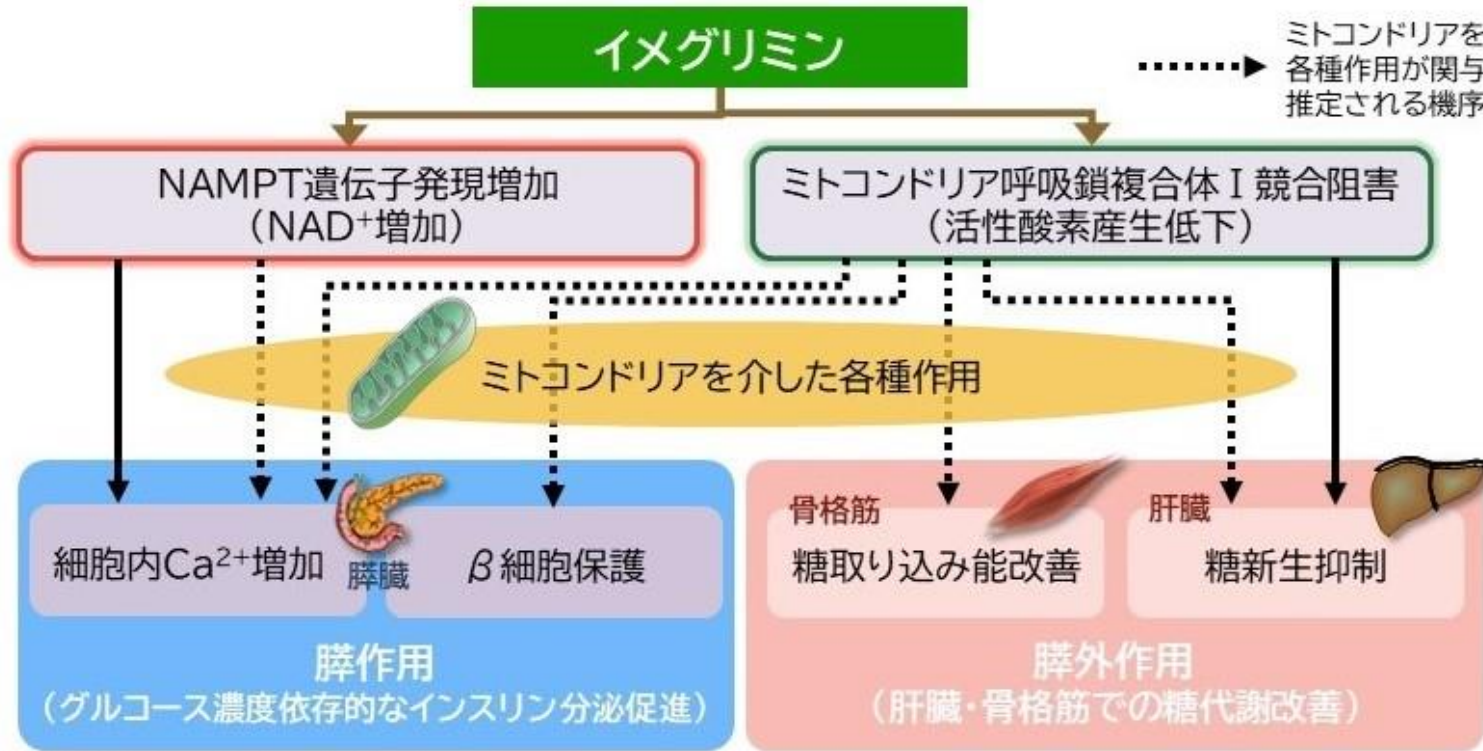 イメグリミン
ミトコンドリアを
各種作用が関与
推定される機序
NAMPT遺伝子発現増加
（NAD⁺増加）
ミトコンドリア呼吸鎖複合体Ⅰ競合阻害
（活性酸素産生低下）
ミトコンドリアを介した各種作用
細胞内Ca²⁺増加
膵臓
β細胞保護
膵作用
（グルコース濃度依存的なインスリン分泌促進）
骨格筋
糖取り込み能改善
肝臓
糖新生抑制
膵外作用
（肝臓・骨格筋での糖代謝改善）